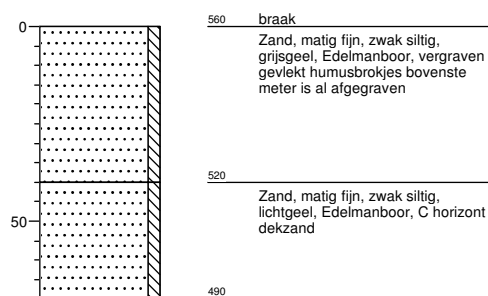 0
560
braak
Zand, matig fijn, zwak siltig,
grijsgeel, Edelmanboor, vergraven
gevlekt humusbrokjes bovenste
meter is al afgegraven
520
Zand, matig fijn, zwak siltig,
lichtgeel, Edelmanboor, C horizont
dekzand
50
490